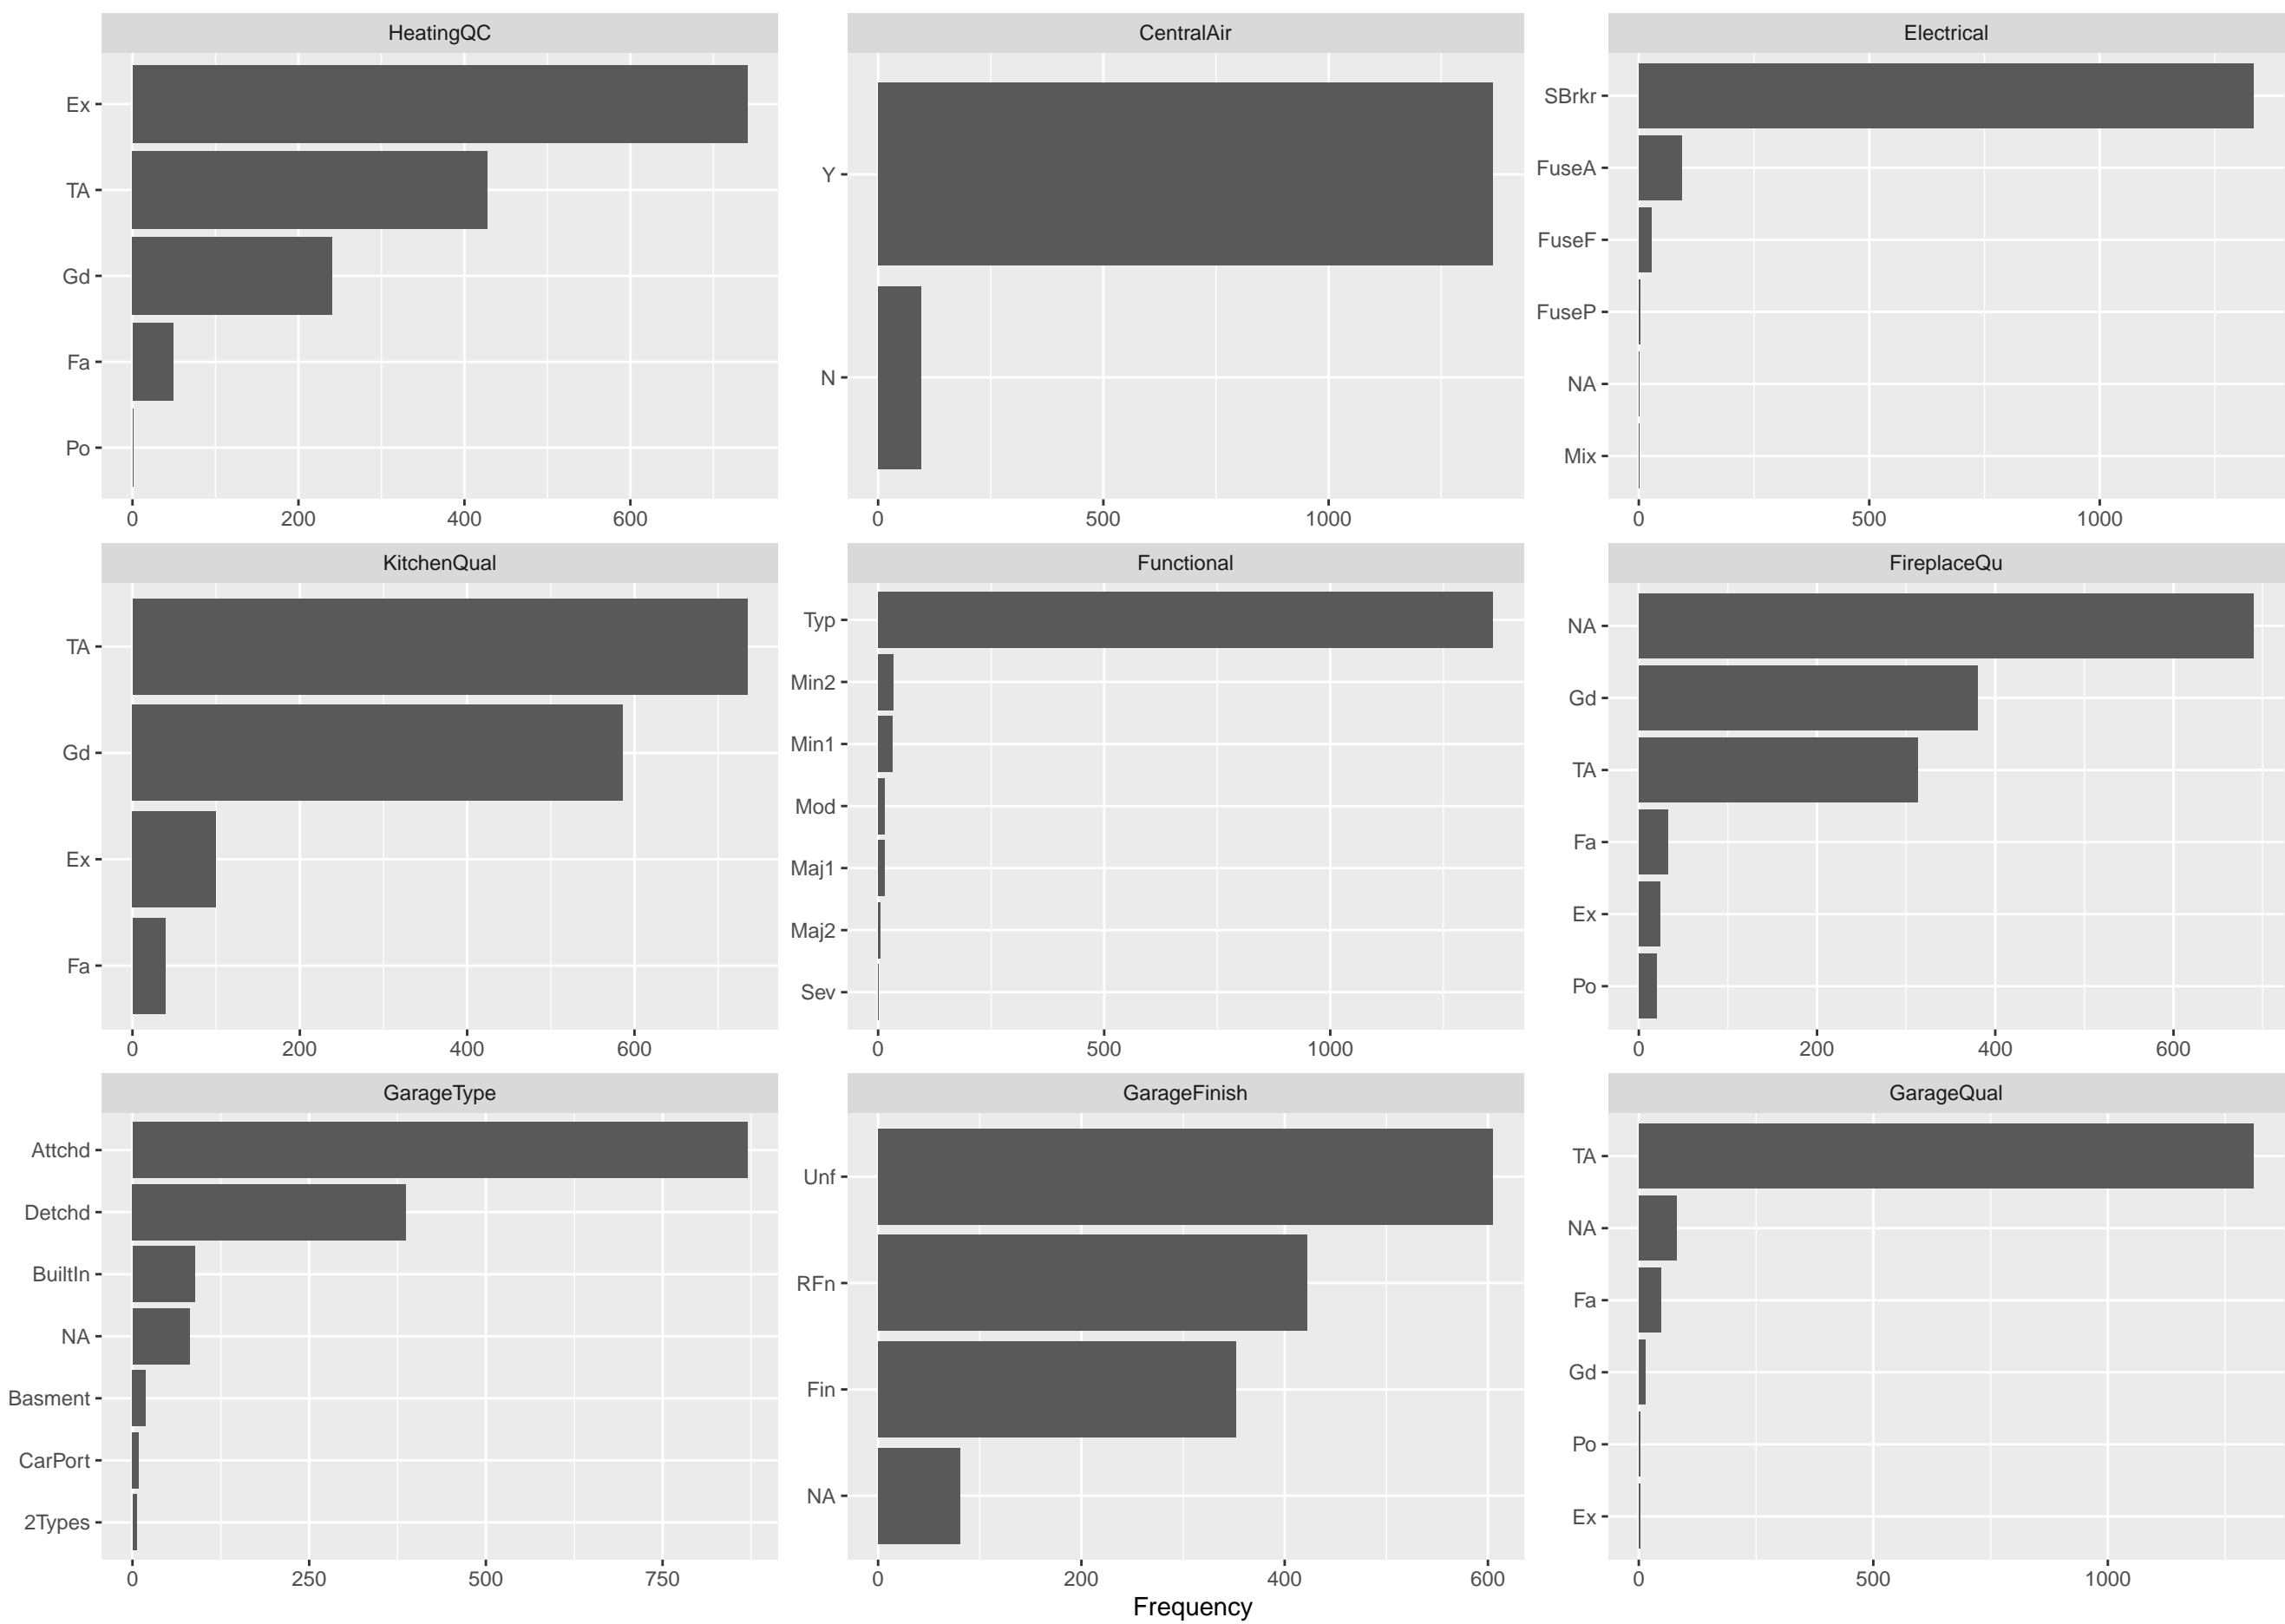 HeatingQC
Ex
TA
Gd
Fa
Po
0 200 400 600
CentralAir
Y
N
0 500 1000
Electrical
SBrkr
FuseA
FuseF
FuseP
NA
Mix
0 500 1000
KitchenQual
TA
Gd
Ex
Fa
0 200 400 600
Functional
Typ
Min2
Min1
Mod
Maj1
Maj2
Sev
0 500 1000
FireplaceQu
NA
Gd
TA
Fa
Ex
Po
0 200 400 600
GarageType
Attchd
Detchd
BuiltIn
NA
Basment
CarPort
2Types
0 250 500 750
GarageFinish
Unf
RFn
Fin
NA
0 200 400 600
GarageQual
TA
NA
Fa
Gd
Po
Ex
0 500 1000
Frequency